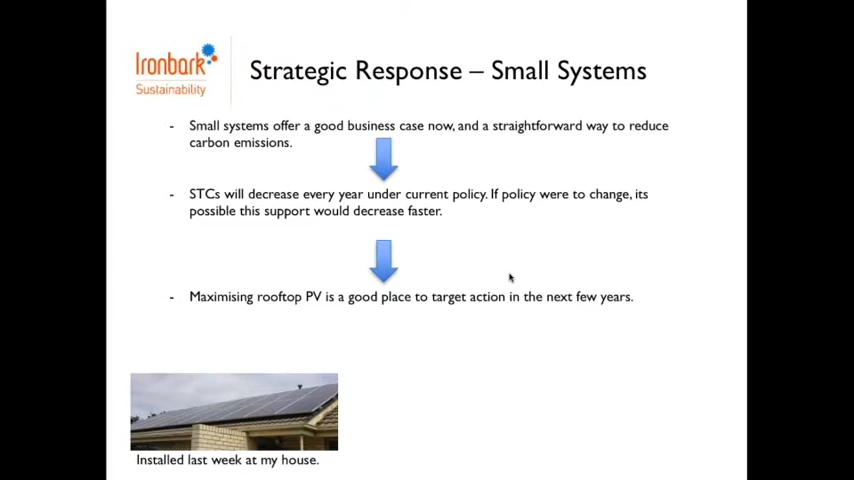 Ironbark
Sustainability
Strategic Response – Small Systems
- Small systems offer a good business case now, and a straightforward way to reduce
carbon emissions.
- STCs will decrease every year under current policy. If policy were to change, its
possible this support would decrease faster.
- Maximising rooftop PV is a good place to target action in the next few years.
Installed last week at my house.